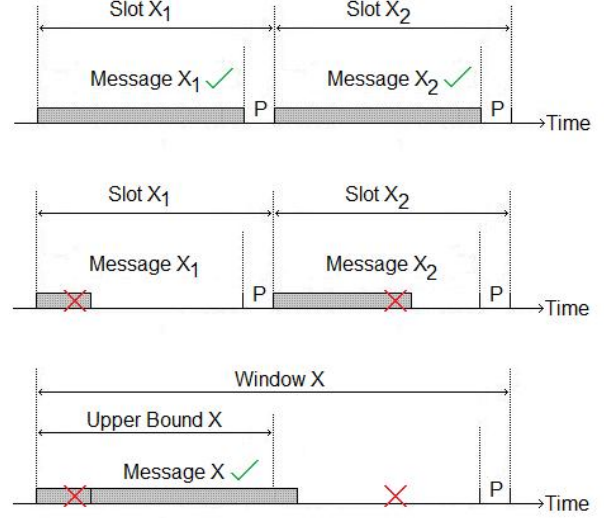 Slot X1 Slot X2
Message X1 Message X2
P P
Time
Slot X1 Slot X2
Message X1 Message X2
P P
Time
Window X
Upper Bound X
Message X
P
Time